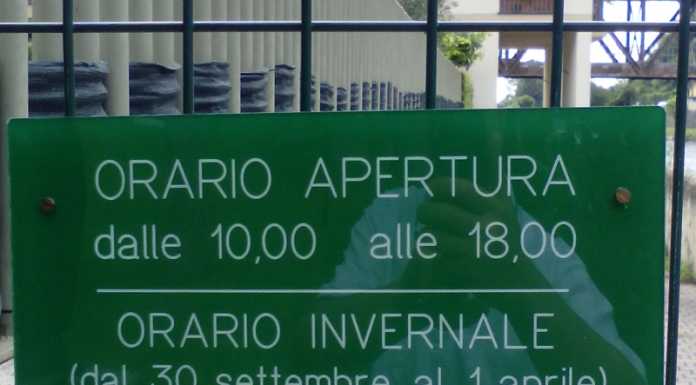 ORARIO APERTURA
dalle 10,00 alle 18,00
ORARIO INVERNALE
(dal 30 settembre al 1 aprile)